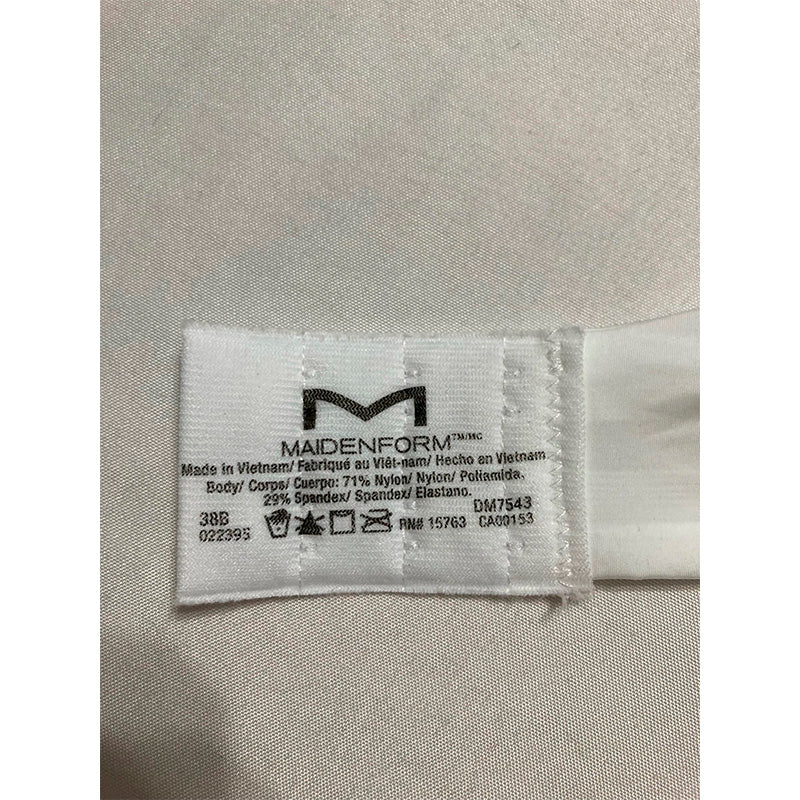 MAIDENFORM™/MC
Made in Vietnam/ Fabriqué au Viêt-nam/ Hecho en Vietnam
Body/ Corps/ Cuerpo: 71% Nylon/ Nylon/ Poliamida,
29% Spandex/ Spandex/ Elastano.
DM7543
38B
022395
RN# 15763 CA00153